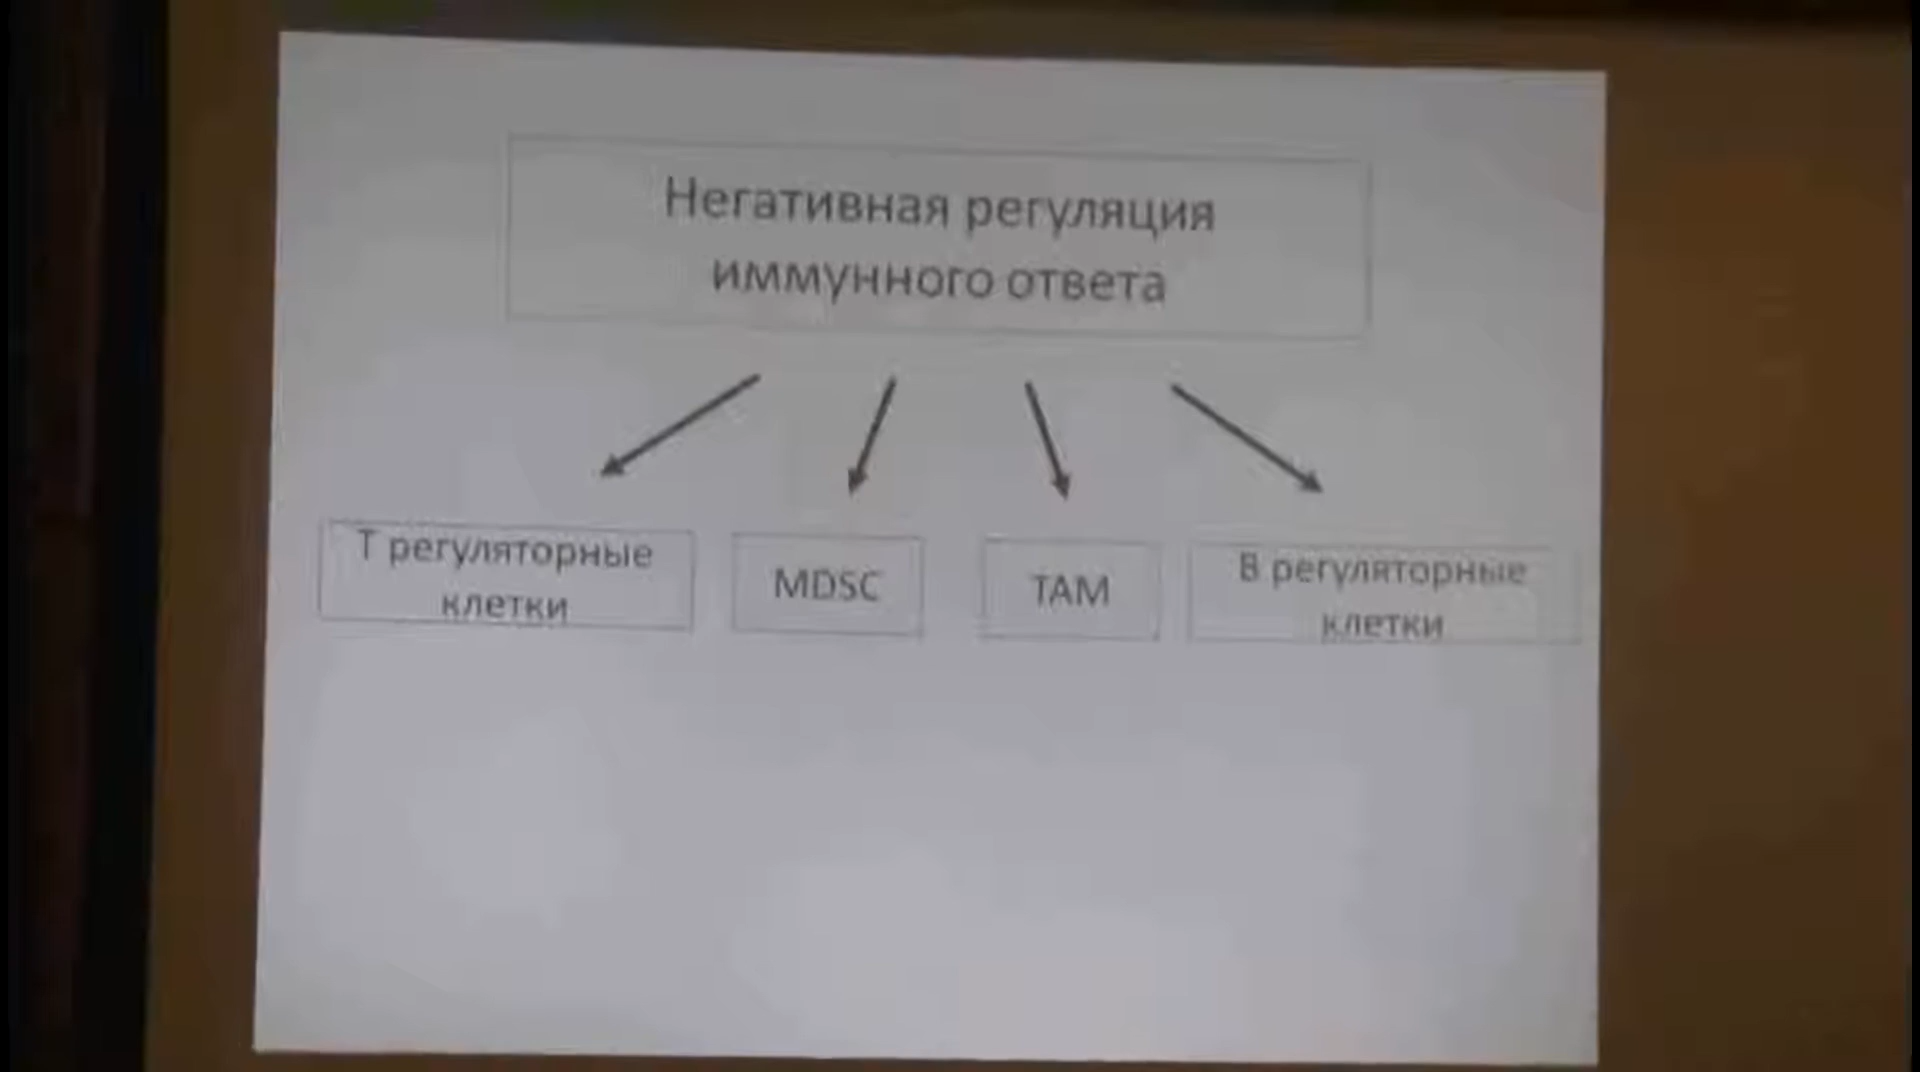 Негативная регуляция
иммунного ответа
Т регуляторные
клетки
MDSC
TAM
В регуляторные
клетки